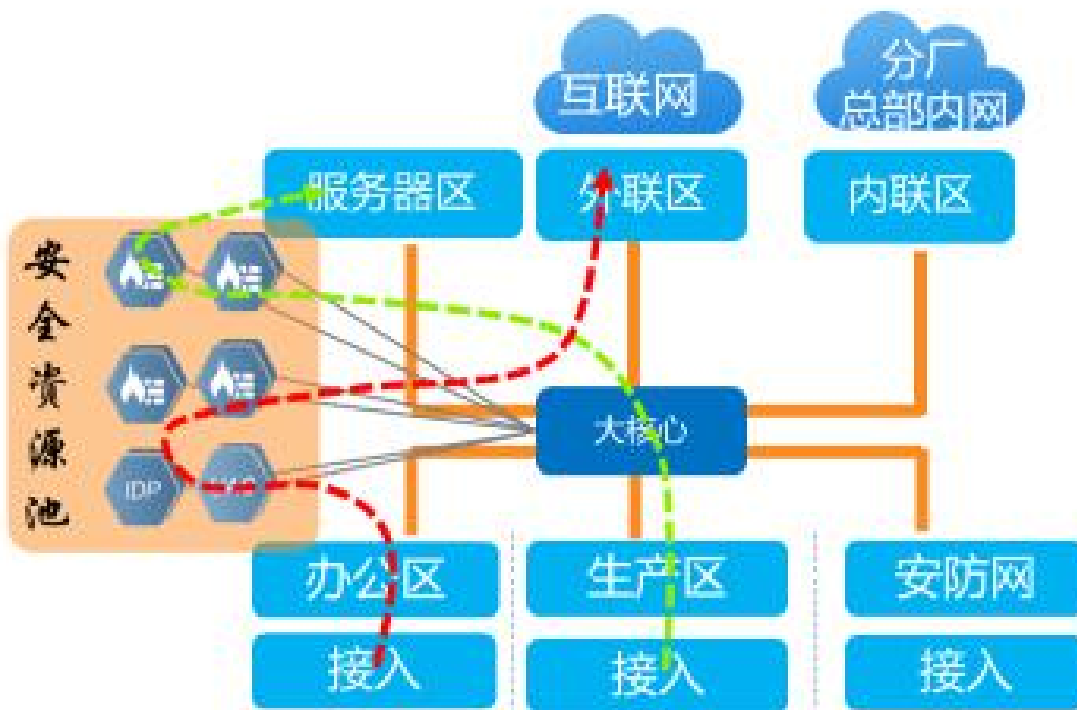 互联网
分厂
总部内网
服务器区
外联区
内联区
安全資源池
IDP
大核心
办公区
生产区
安防网
接入
接入
接入